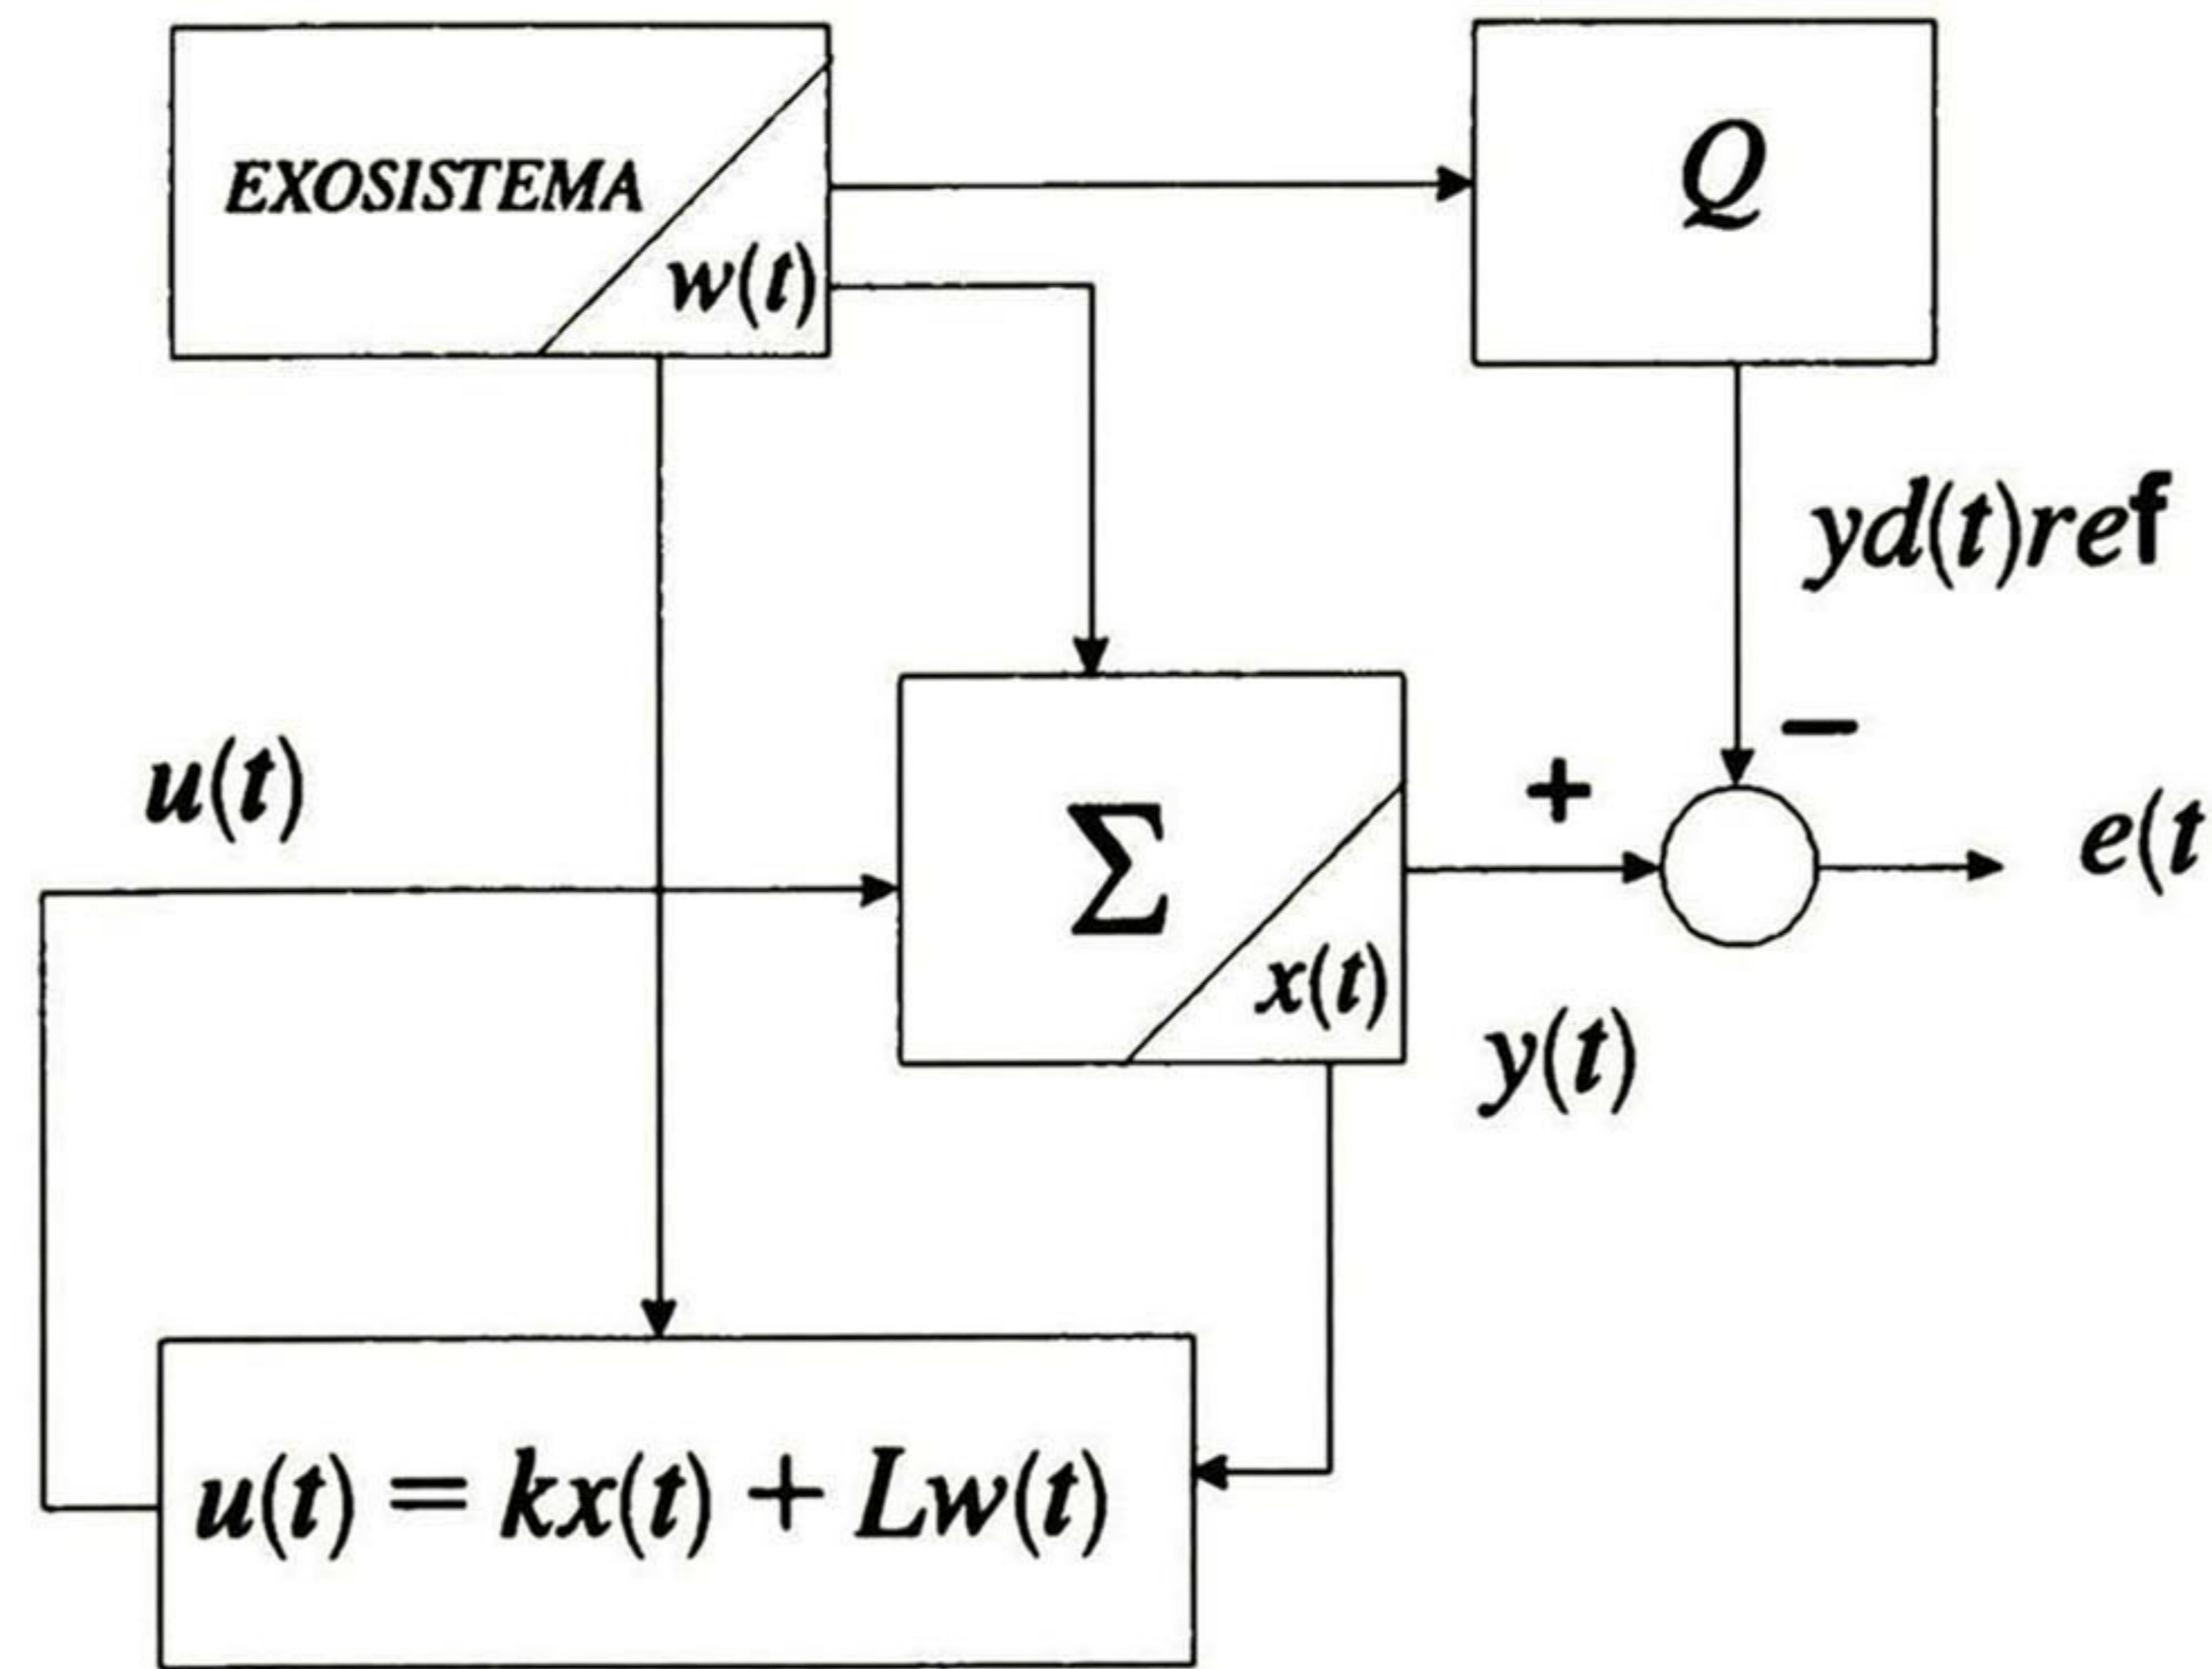 EXOSISTEMA
w(t)
Q
yd(t)ref
−
u(t)
+
Σ
e(t
x(t)
y(t)
u(t) = kx(t) + Lw(t)